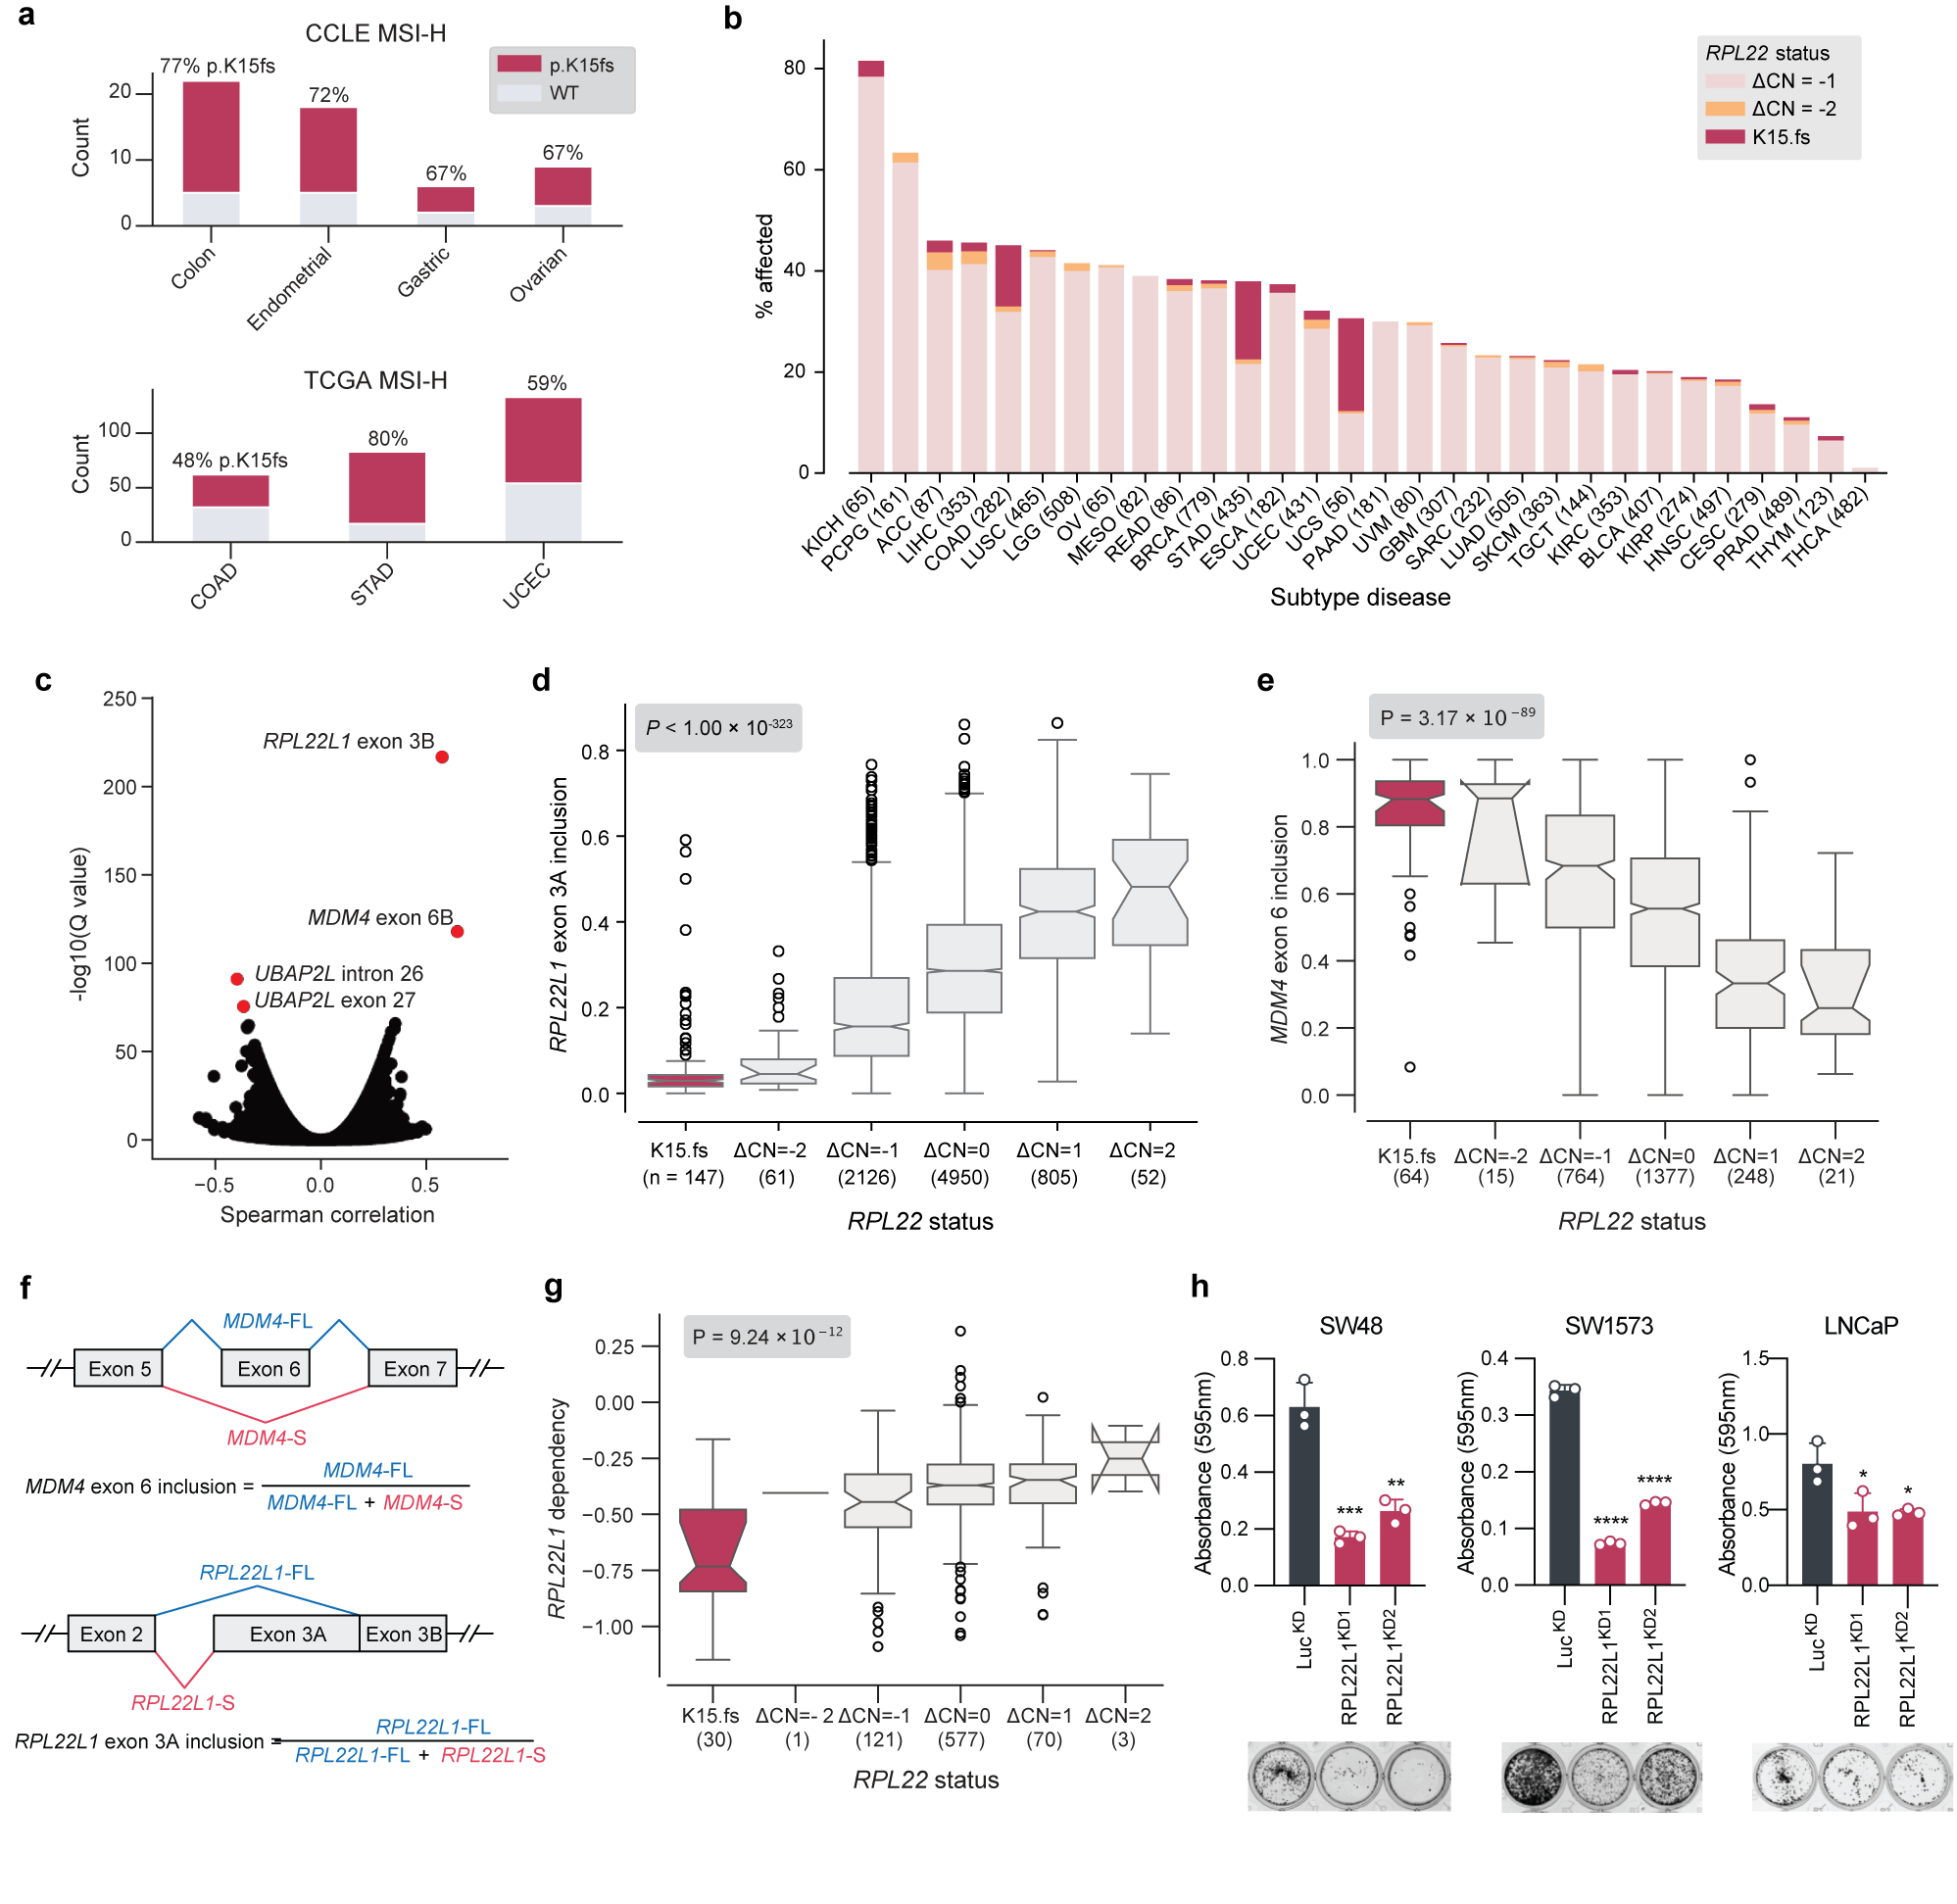 a
CCLE MSI-H
77% p.K15fs
72%
67%
67%
p.K15fs
WT
Count
20
10
0
Colon
Endometrial
Gastric
Ovarian
TCGA MSI-H
48% p.K15fs
80%
59%
Count
100
50
0
COAD
STAD
UCEC
b
RPL22 status
ΔCN = -1
ΔCN = -2
K15.fs
% affected
80
60
40
20
0
KICH (65)
PCPG (161)
ACC (87)
LIHC (353)
COAD (282)
LUSC (465)
LGG (508)
OV (65)
MESO (82)
READ (86)
BRCA (779)
STAD (435)
ESCA (182)
UCEC (431)
UCS (56)
PAAD (181)
UVM (80)
GBM (307)
SARC (232)
LUAD (505)
SKCM (363)
TGCT (144)
KIRC (353)
BLCA (407)
KIRP (274)
HNSC (497)
CESC (279)
PRAD (489)
THYM (123)
THCA (482)
Subtype disease
c
-log10(Q value)
250
200
150
100
50
0
RPL22L1 exon 3B
MDM4 exon 6B
UBAP2L intron 26
UBAP2L exon 27
−0.5 0.0 0.5
Spearman correlation
d
P < 1.00 × 10-323
RPL22L1 exon 3A inclusion
0.8
0.6
0.4
0.2
0.0
K15.fs ΔCN=-2 ΔCN=-1 ΔCN=0 ΔCN=1 ΔCN=2
(n = 147) (61) (2126) (4950) (805) (52)
RPL22 status
e
P = 3.17 × 10 −89
MDM4 exon 6 inclusion
1.0
0.8
0.6
0.4
0.2
0.0
K15.fs ΔCN=-2 ΔCN=-1 ΔCN=0 ΔCN=1 ΔCN=2
(64) (15) (764) (1377) (248) (21)
RPL22 status
f
MDM4-FL
Exon 5 Exon 6 Exon 7
MDM4-S
MDM4 exon 6 inclusion =
MDM4-FL
MDM4-FL + MDM4-S
RPL22L1-FL
Exon 2 Exon 3A Exon 3B
RPL22L1-S
RPL22L1 exon 3A inclusion =
RPL22L1-FL
RPL22L1-FL + RPL22L1-S
g
P = 9.24 × 10 −12
RPL22L1 dependency
0.25
0.00
−0.25
−0.50
−0.75
−1.00
K15.fs ΔCN=- 2 ΔCN=-1 ΔCN=0 ΔCN=1 ΔCN=2
(30) (1) (121) (577) (70) (3)
RPL22 status
h
SW48
Absorbance (595nm)
0.8
0.6
0.4
0.2
0.0
***
**
Luc KD
RPL22L1 KD1
RPL22L1 KD2
SW1573
Absorbance (595nm)
0.4
0.3
0.2
0.1
0.0
****
****
Luc KD
RPL22L1 KD1
RPL22L1 KD2
LNCaP
Absorbance (595nm)
1.5
1.0
0.5
0.0
*
*
Luc KD
RPL22L1 KD1
RPL22L1 KD2